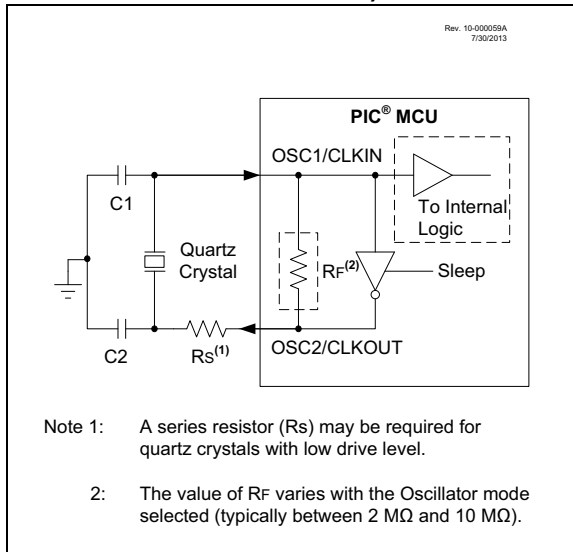 Rev. 10-000059A
7/30/2013
PIC® MCU
OSC1/CLKIN
C1
To Internal
Logic
Quartz
Crystal
RF(2)
Sleep
C2
RS(1)
OSC2/CLKOUT
Note 1: A series resistor (Rs) may be required for
quartz crystals with low drive level.
2: The value of RF varies with the Oscillator mode
selected (typically between 2 MΩ and 10 MΩ).